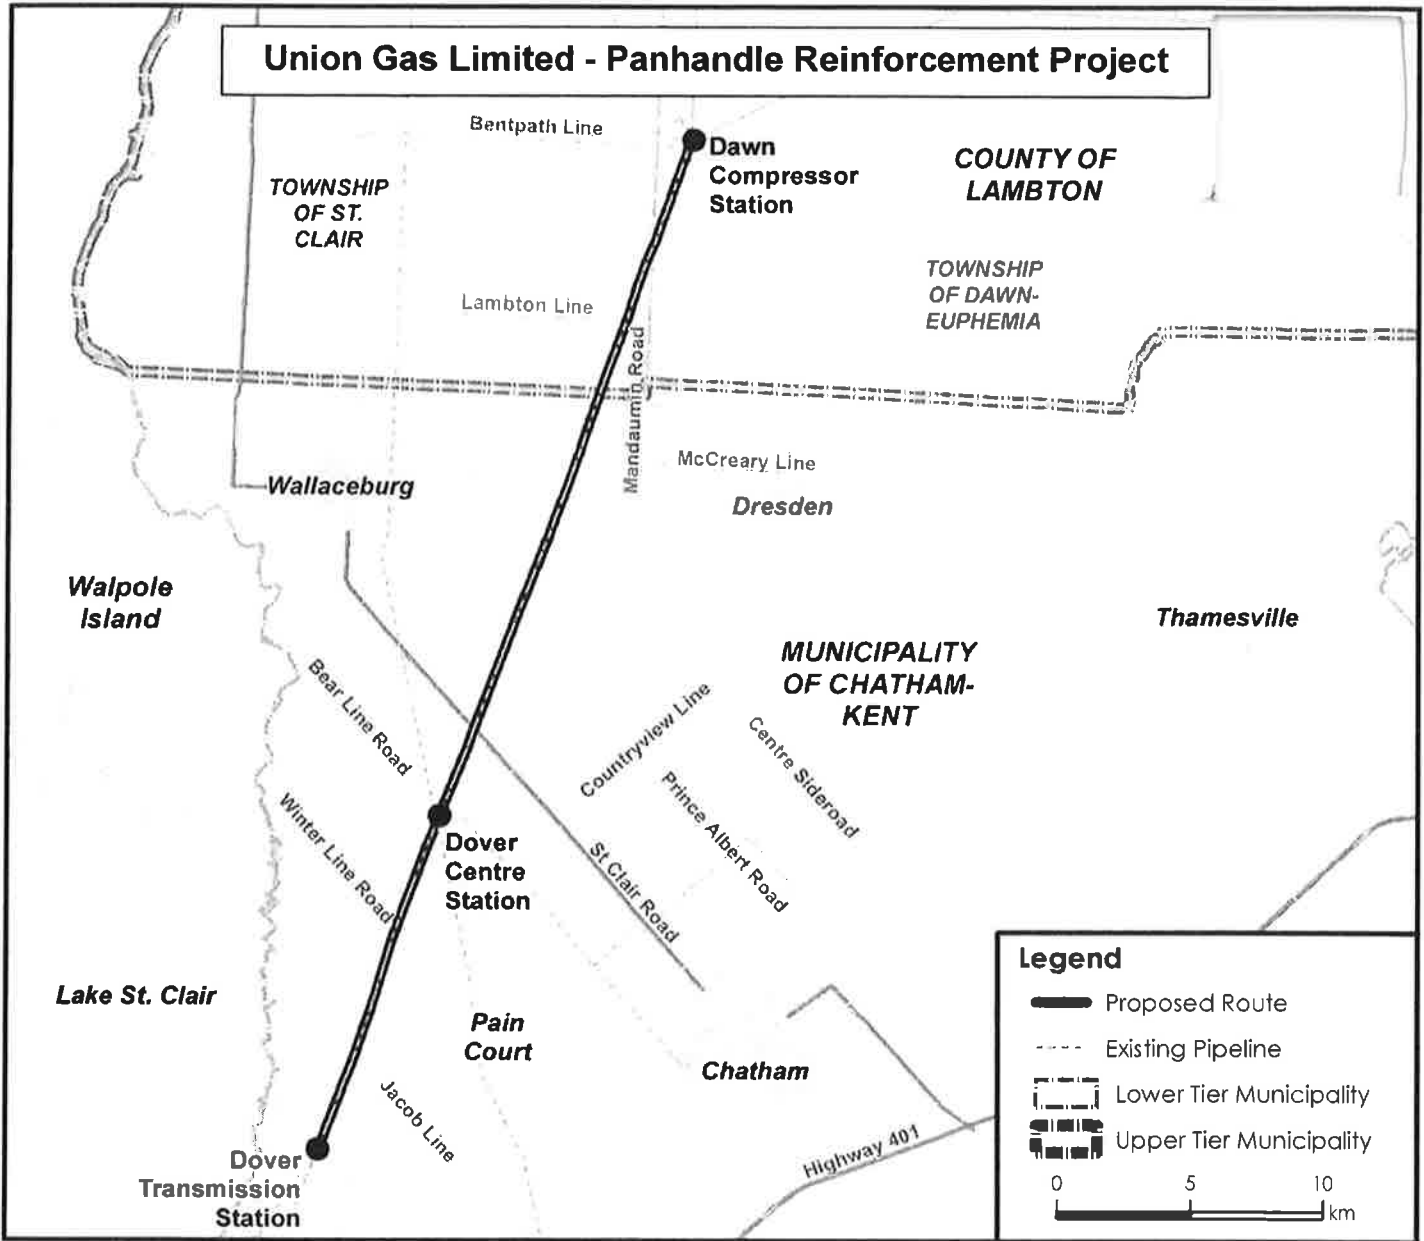 Union Gas Limited - Panhandle Reinforcement Project
Bentpath Line
Dawn
Compressor
Station
COUNTY OF
LAMBTON
TOWNSHIP
OF ST.
CLAIR
TOWNSHIP
OF DAWN-
EUPHEMIA
Lambton Line
Mandaumin Road
McCreary Line
Wallaceburg
Dresden
Walpole
Island
Thamesville
MUNICIPALITY
OF CHATHAM-
KENT
Bear Line Road
Countryview Line
Centre Sideroad
Prince Albert Road
Winter Line Road
Dover
Centre
Station
St Clair Road
Lake St. Clair
Pain
Court
Chatham
Jacob Line
Highway 401
Dover
Transmission
Station
Legend
Proposed Route
Existing Pipeline
Lower Tier Municipality
Upper Tier Municipality
0 5 10
km